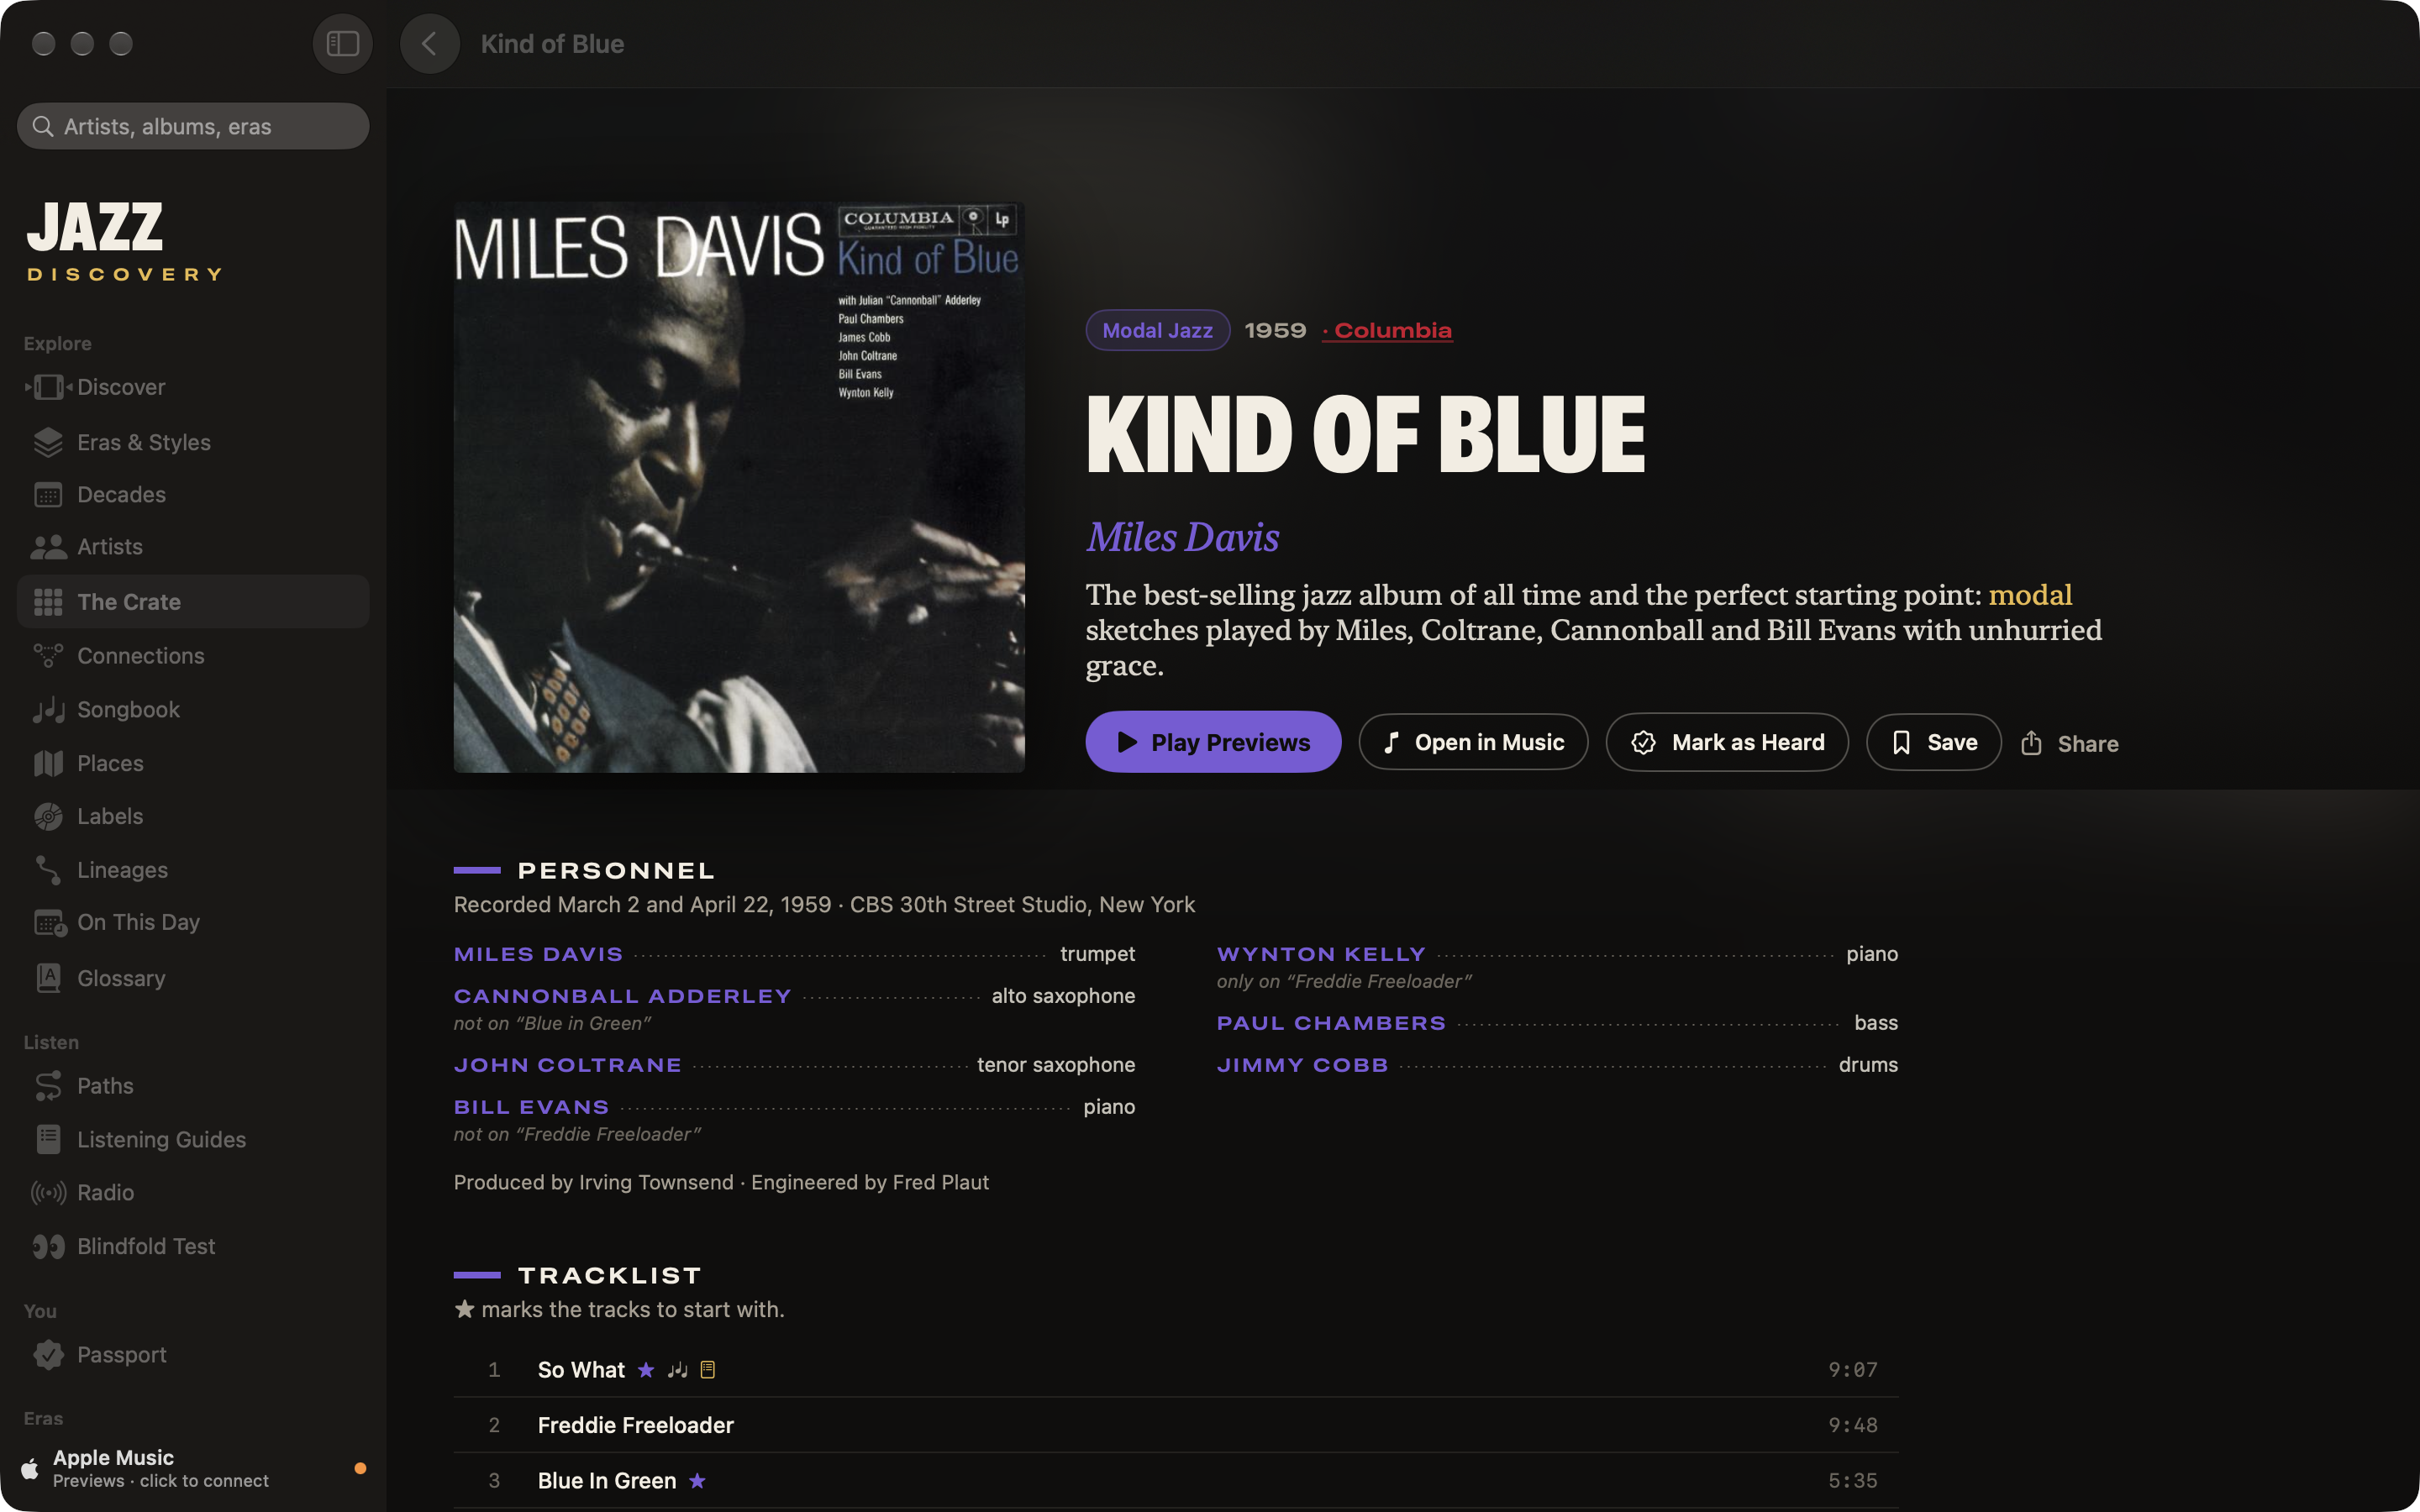 Kind of Blue
Artists, albums, eras
JAZZ
DISCOVERY
Explore
Discover
Eras & Styles
Decades
Artists
The Crate
Connections
Songbook
Places
Labels
Lineages
On This Day
Glossary
Listen
Paths
Listening Guides
Radio
Blindfold Test
You
Passport
Eras
Apple Music
Previews · click to connect
MILES DAVIS
COLUMBIA
Lp
Kind of Blue
with Julian “Cannonball” Adderley
Paul Chambers
James Cobb
John Coltrane
Bill Evans
Wynton Kelly
Modal Jazz 1959 · Columbia
KIND OF BLUE
Miles Davis
The best-selling jazz album of all time and the perfect starting point: modal
sketches played by Miles, Coltrane, Cannonball and Bill Evans with unhurried
grace.
Play Previews Open in Music Mark as Heard Save Share
PERSONNEL
Recorded March 2 and April 22, 1959 · CBS 30th Street Studio, New York
MILES DAVIS trumpet
CANNONBALL ADDERLEY alto saxophone
not on “Blue in Green”
JOHN COLTRANE tenor saxophone
BILL EVANS piano
not on “Freddie Freeloader”
WYNTON KELLY piano
only on “Freddie Freeloader”
PAUL CHAMBERS bass
JIMMY COBB drums
Produced by Irving Townsend · Engineered by Fred Plaut
TRACKLIST
★ marks the tracks to start with.
1 So What ★ 9:07
2 Freddie Freeloader 9:48
3 Blue In Green ★ 5:35